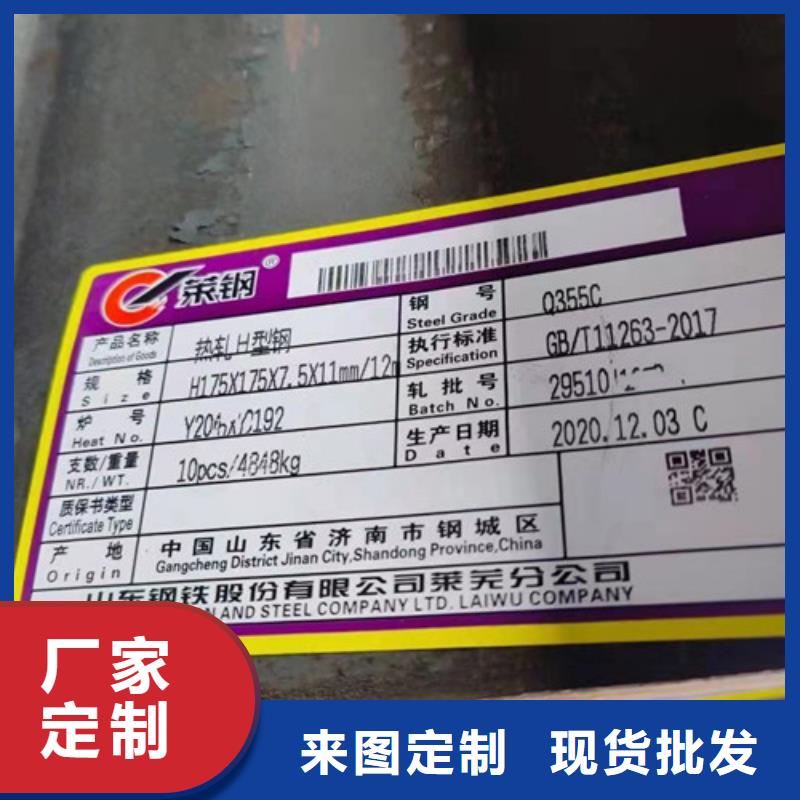 莱钢®
钢号 Q355C
Steel Grade
产品名称 热轧H型钢
Description of Goods
执行标准 GB/T11263-2017
Specification
规格 H175X175X7.5X11mm/12m
Size
轧批号 29510
Batch No.
炉号
Heat No.
生产日期 2020.12.03 C
Date
支数/重量 10pcs/4848kg
NR./WT.
质保书类型
Certificate Type
产地 中国山东省济南市钢城区
Origin Gangcheng District Jinan City,Shandong Province,China
山东钢铁股份有限公司莱芜分公司
AND STEEL COMPANY LTD. LAIWU COMPANY
厂家
定制
来图定制 现货批发